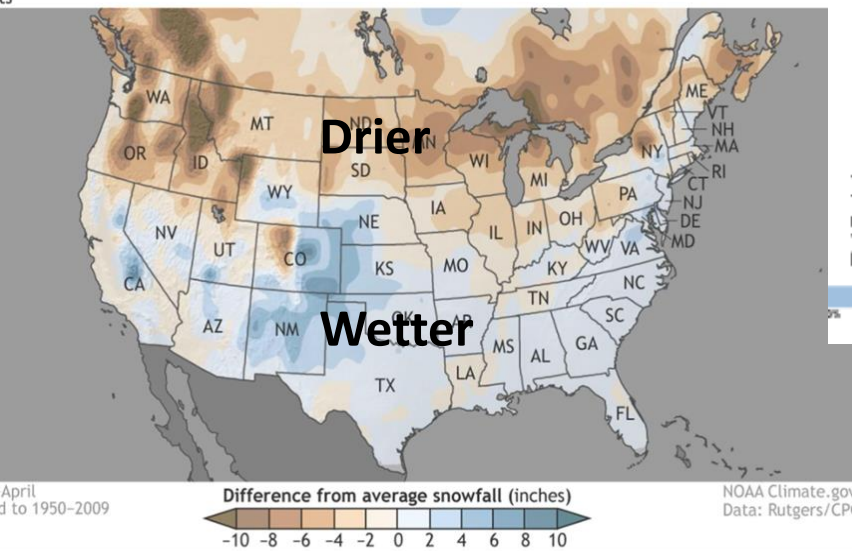 WA
MT
ND
Drier
OR
ID
SD
WI
MI
NY
ME
VT
NH
MA
RI
CT
NJ
DE
MD
WY
IA
PA
NE
NV
UT
CO
IL
IN
OH
WV
VA
CA
KS
MO
KY
NC
TN
AZ
NM
OK
Wetter
SC
MS
AL
GA
LA
TX
FL
April
Difference from average snowfall (inches)
NOAA Climate.gov
d to 1950–2009
Data: Rutgers/CP
-10 -8 -6 -4 -2 0 2 4 6 8 10